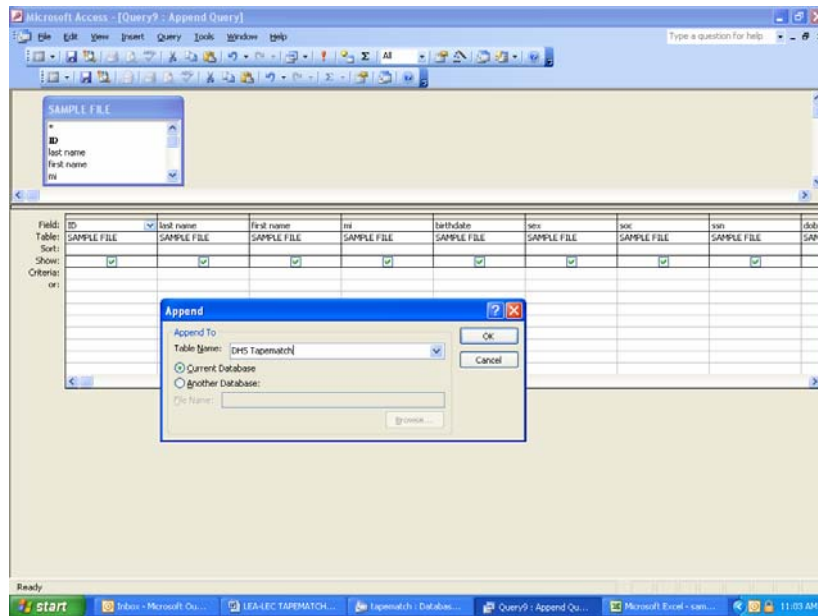 Microsoft Access - [Query9 : Append Query]
File Edit View Insert Query Tools Window Help
Type a question for help
All
SAMPLE FILE
*
ID
last name
first name
mi
Field: ID last name first name mi birthdate sex soc ssn dob
Table: SAMPLE FILE SAMPLE FILE SAMPLE FILE SAMPLE FILE SAMPLE FILE SAMPLE FILE SAMPLE FILE SAMPLE FILE SAM
Sort:
Show:
Criteria:
or:
Append
Append To
Table Name: DHS Tapematch
Current Database
Another Database:
File Name:
Browse...
OK
Cancel
Ready
start Inbox - Microsoft Ou... LEA-LEC TAPEMATCH... tapematch : Databas... Query9 : Append Qu... Microsoft Excel - sam... 11:03 AM